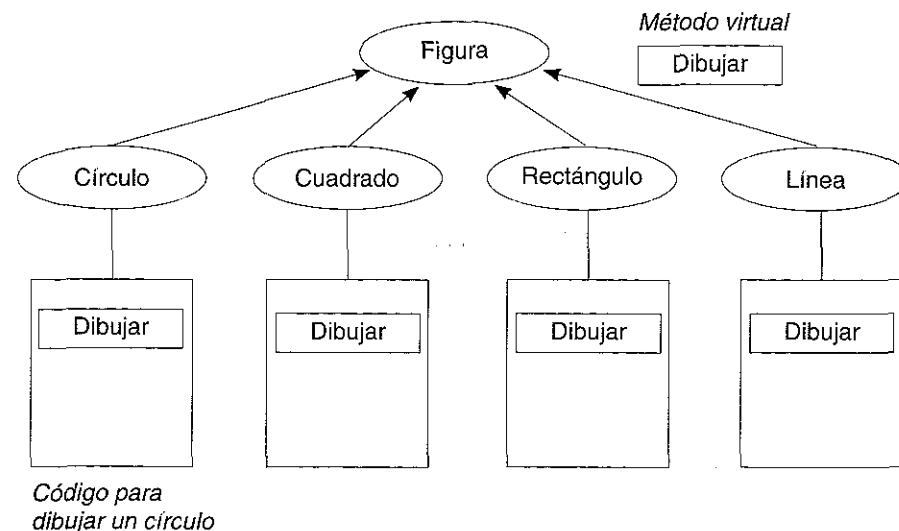 Método virtual
Figura
Dibujar
Círculo
Cuadrado
Rectángulo
Línea
Dibujar
Dibujar
Dibujar
Dibujar
Código para
dibujar un círculo